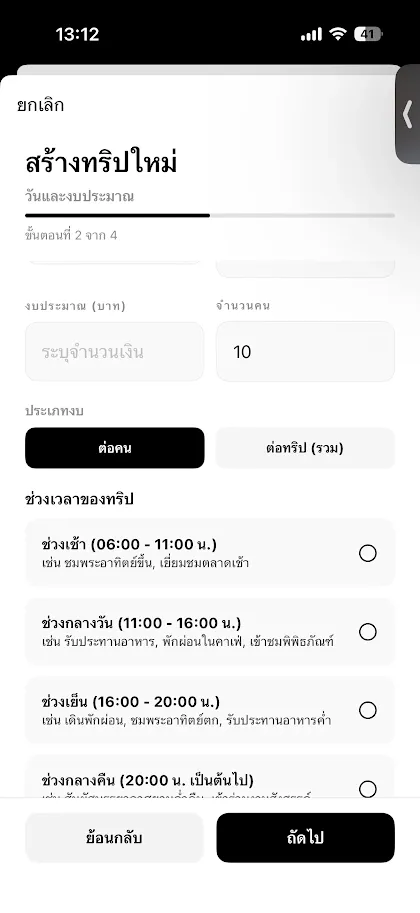 13:12
41
ยกเลิก
สร้างทริปใหม่
วันและงบประมาณ
ขั้นตอนที่ 2 จาก 4
งบประมาณ (บาท)
จำนวนคน
ระบุจำนวนเงิน
10
ประเภทงบ
ต่อคน
ต่อทริป (รวม)
ช่วงเวลาของทริป
ช่วงเช้า (06:00 - 11:00 น.)
เช่น ชมพระอาทิตย์ขึ้น, เยี่ยมชมตลาดเช้า
ช่วงกลางวัน (11:00 - 16:00 น.)
เช่น รับประทานอาหาร, พักผ่อนในคาเฟ่, เข้าชมพิพิธภัณฑ์
ช่วงเย็น (16:00 - 20:00 น.)
เช่น เดินพักผ่อน, ชมพระอาทิตย์ตก, รับประทานอาหารค่ำ
ช่วงกลางคืน (20:00 น. เป็นต้นไป)
ย้อนกลับ
ถัดไป